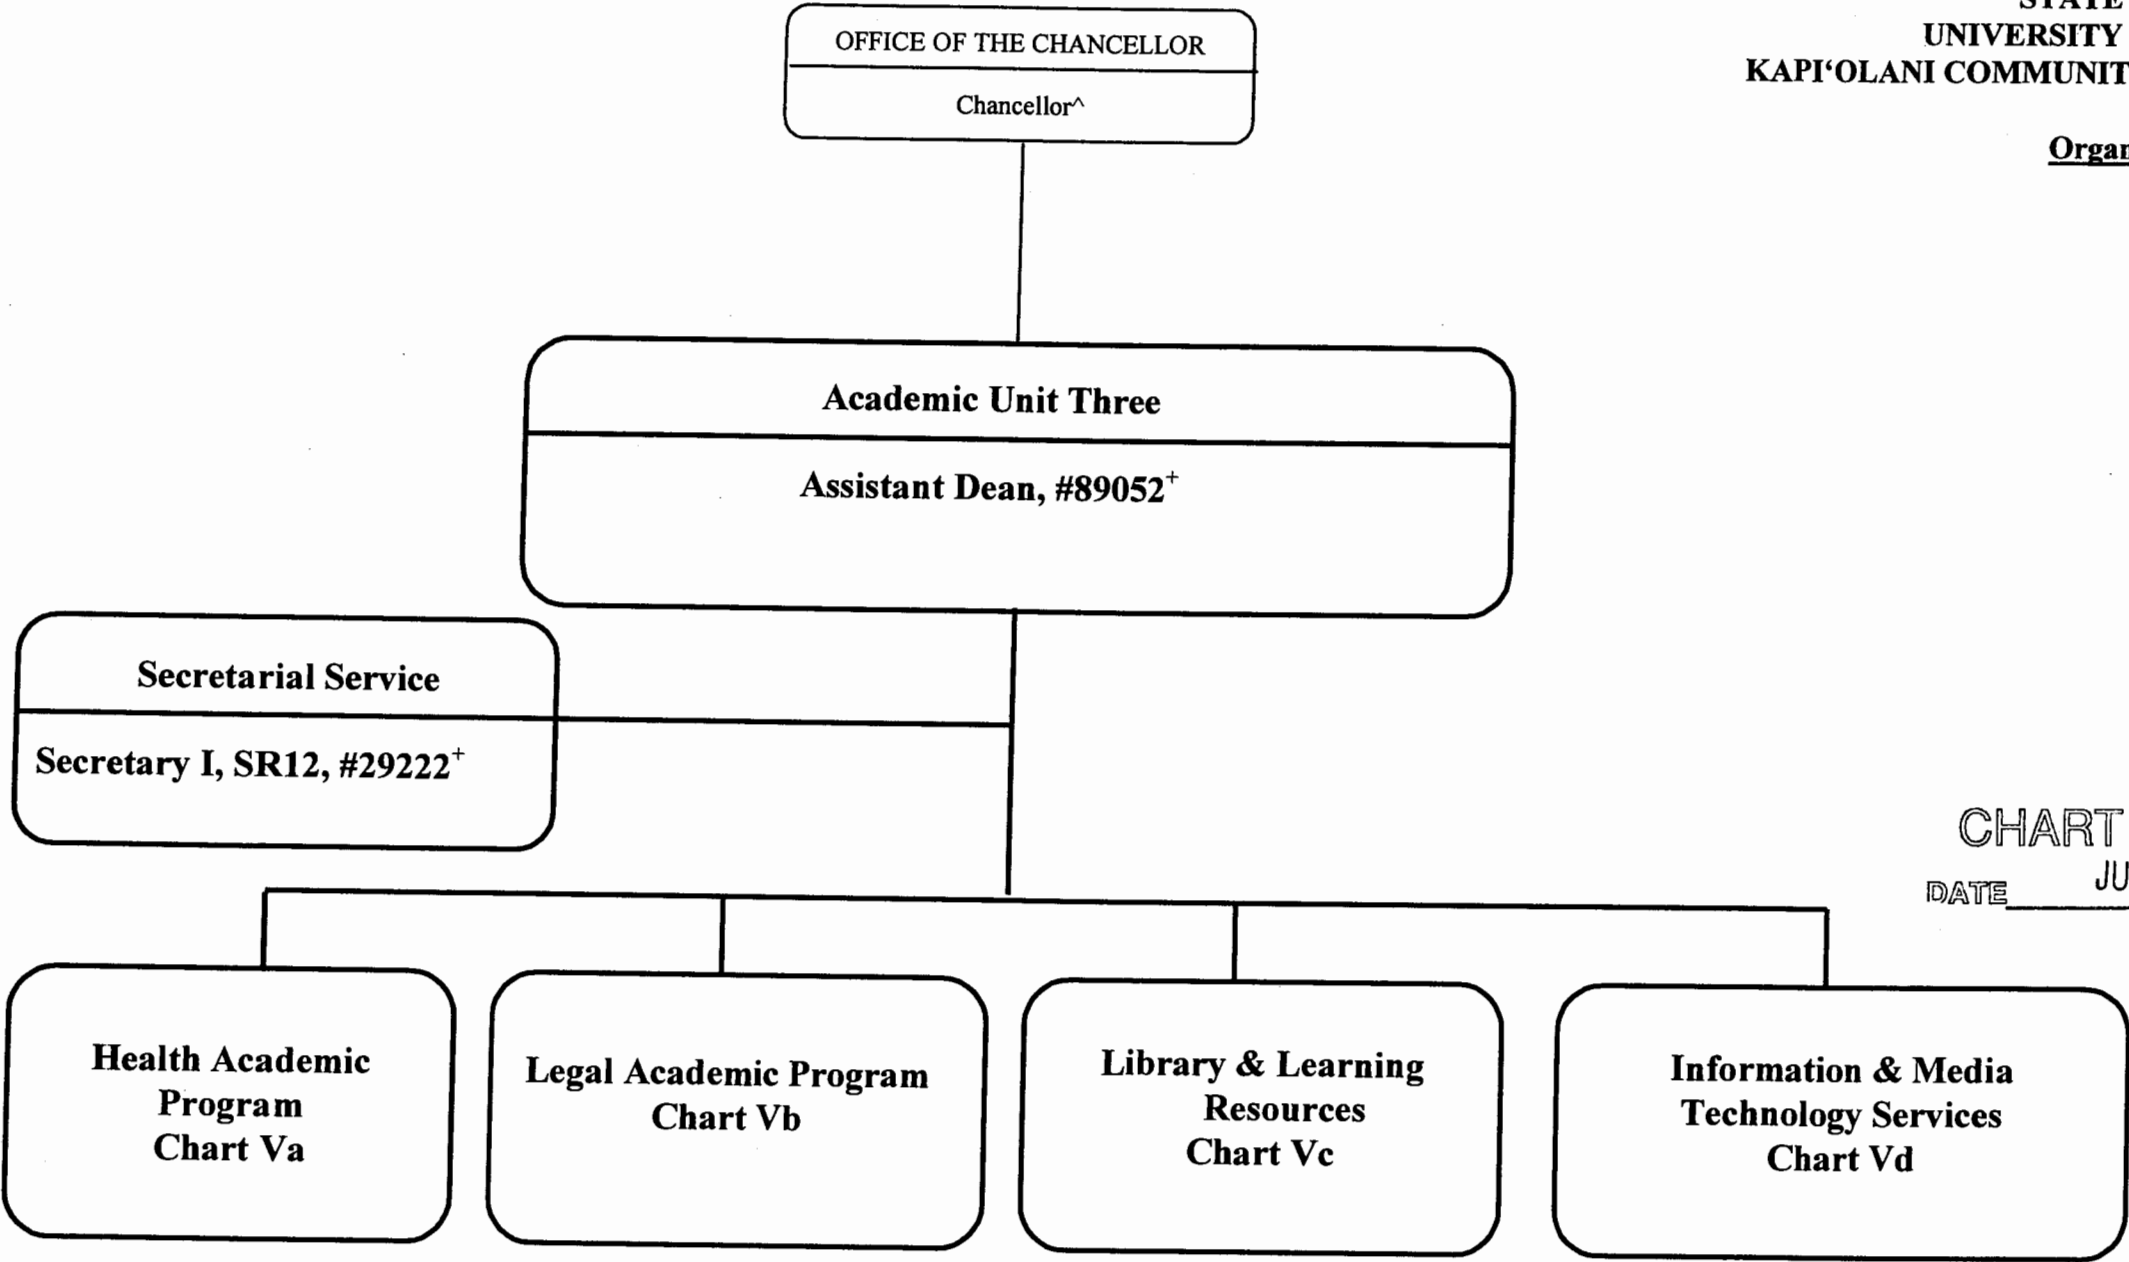 STATE
UNIVERSITY
KAPI‘OLANI COMMUNIT
Organ
OFFICE OF THE CHANCELLOR
Chancellor^
Academic Unit Three
Assistant Dean, #89052+
Secretarial Service
Secretary I, SR12, #29222+
CHART
DATE JU
Health Academic
Program
Chart Va
Legal Academic Program
Chart Vb
Library & Learning
Resources
Chart Vc
Information & Media
Technology Services
Chart Vd